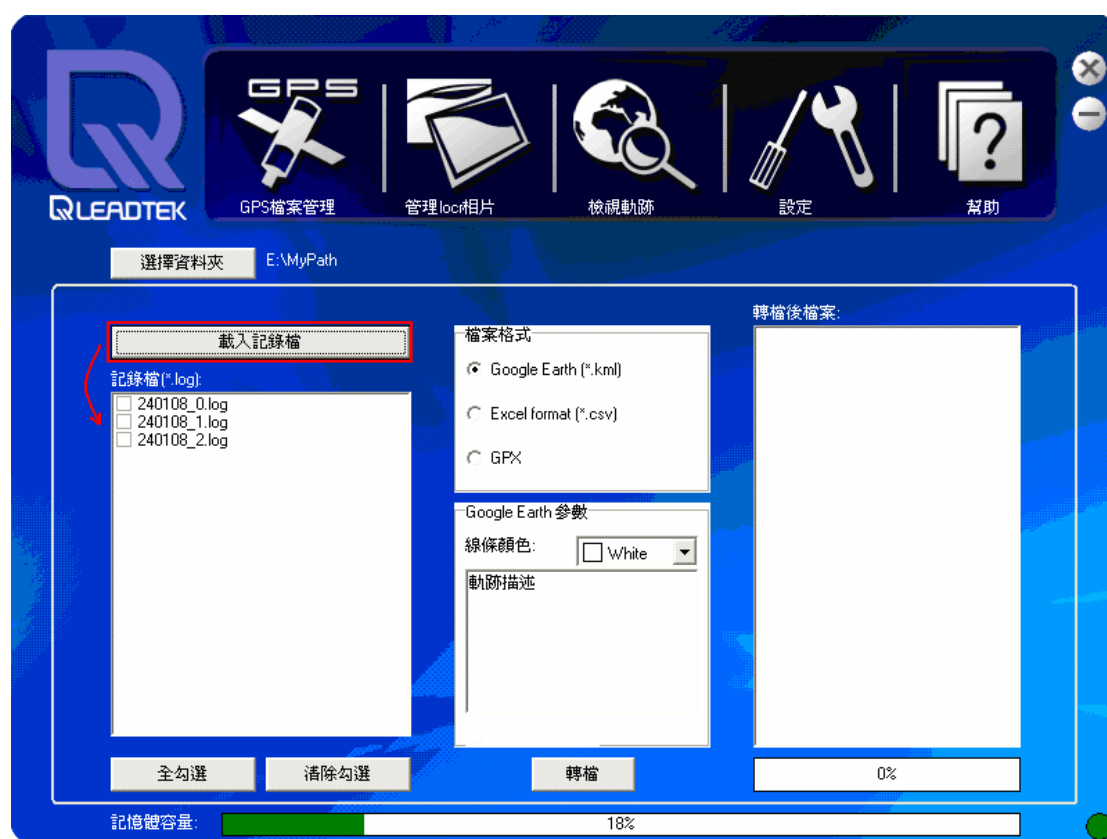 GPS
LEADTEK
GPS檔案管理
管理locr相片
檢視軌跡
設定
幫助
選擇資料夾
E:\MyPath
載入記錄檔
記錄檔(*.log):
240108_0.log
240108_1.log
240108_2.log
檔案格式
Google Earth (*.kml)
Excel format (*.csv)
GPX
Google Earth 參數
線條顏色:
White
軌跡描述
轉檔後檔案:
全勾選
清除勾選
轉檔
0%
記憶體容量:
18%